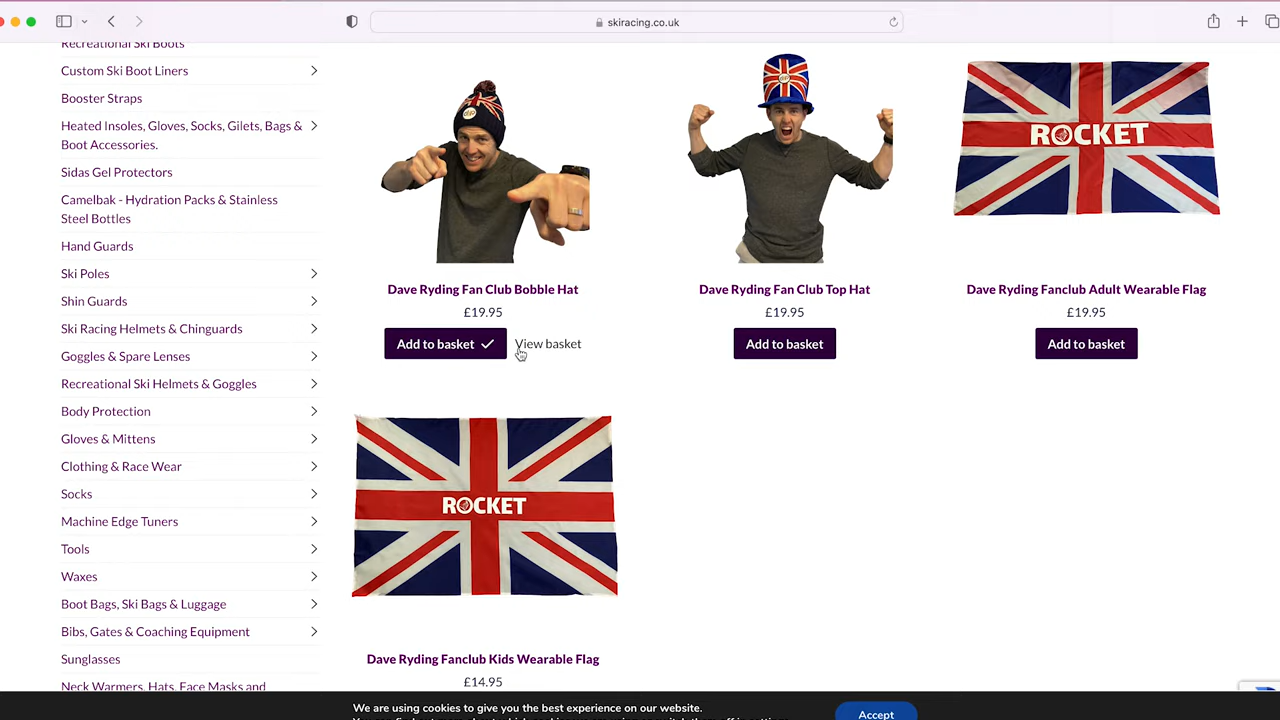 skiracing.co.uk
Recreational Ski Boots
Custom Ski Boot Liners
Booster Straps
Heated Insoles, Gloves, Socks, Gilets, Bags &
Boot Accessories.
Sidas Gel Protectors
Camelbak - Hydration Packs & Stainless
Steel Bottles
Hand Guards
Ski Poles
Shin Guards
Ski Racing Helmets & Chinguards
Goggles & Spare Lenses
Recreational Ski Helmets & Goggles
Body Protection
Gloves & Mittens
Clothing & Race Wear
Socks
Machine Edge Tuners
Tools
Waxes
Boot Bags, Ski Bags & Luggage
Bibs, Gates & Coaching Equipment
Sunglasses
Neck Warmers, Hats, Face Masks and
ROCKET
Dave Ryding Fan Club Bobble Hat
£19.95
Add to basket
View basket
Dave Ryding Fan Club Top Hat
£19.95
Add to basket
Dave Ryding Fanclub Adult Wearable Flag
£19.95
Add to basket
ROCKET
Dave Ryding Fanclub Kids Wearable Flag
£14.95
We are using cookies to give you the best experience on our website.
Accept